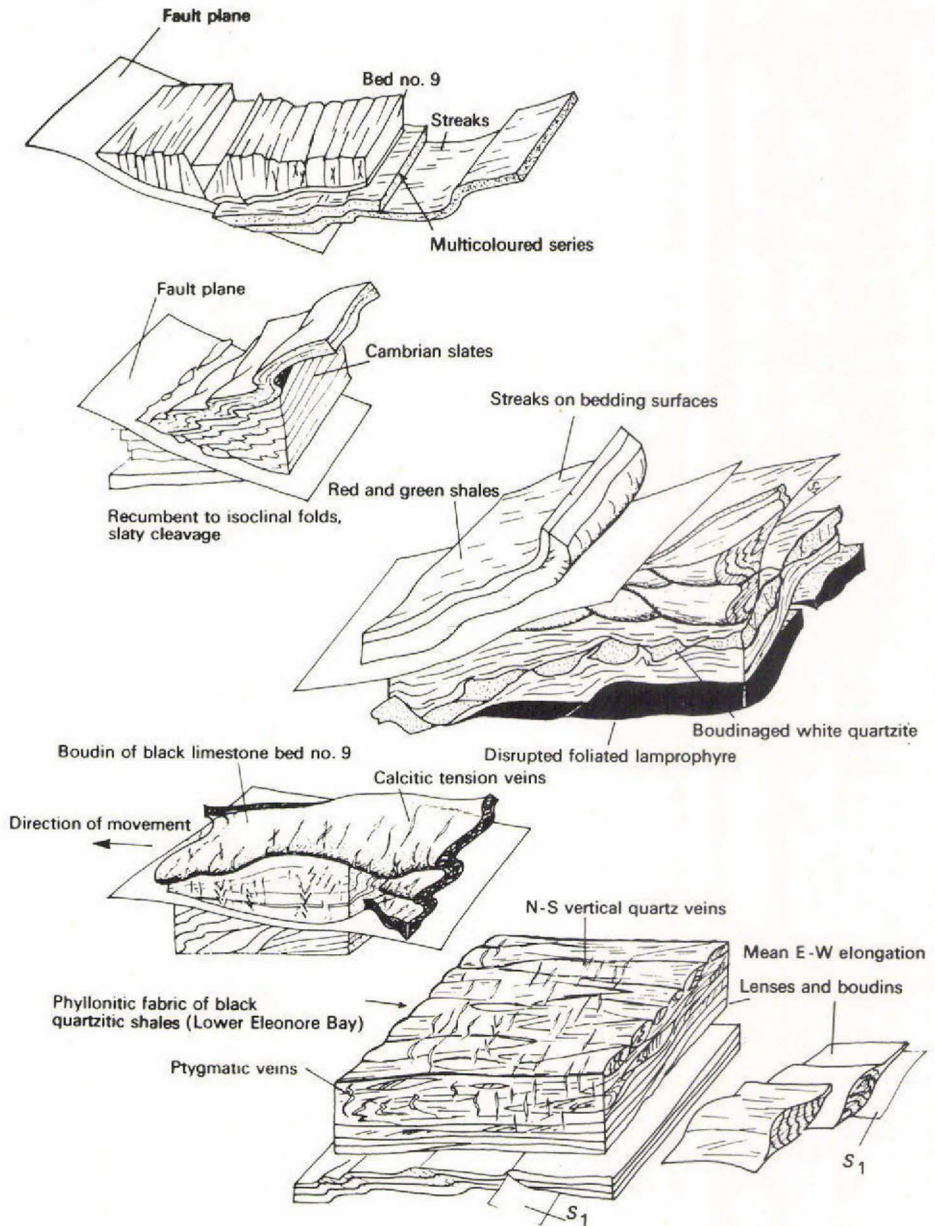 Fault plane
Bed no. 9
Streaks
Multicoloured series
Fault plane
Cambrian slates
Streaks on bedding surfaces
Red and green shales
S₁
Recumbent to isoclinal folds,
slaty cleavage
Boudinaged white quartzite
Disrupted foliated lamprophyre
Boudin of black limestone bed no. 9
Calcitic tension veins
Direction of movement
N-S vertical quartz veins
Mean E-W elongation
Lenses and boudins
Phyllonitic fabric of black
quartzitic shales (Lower Eleonore Bay)
Ptygmatic veins
S₁
S₁